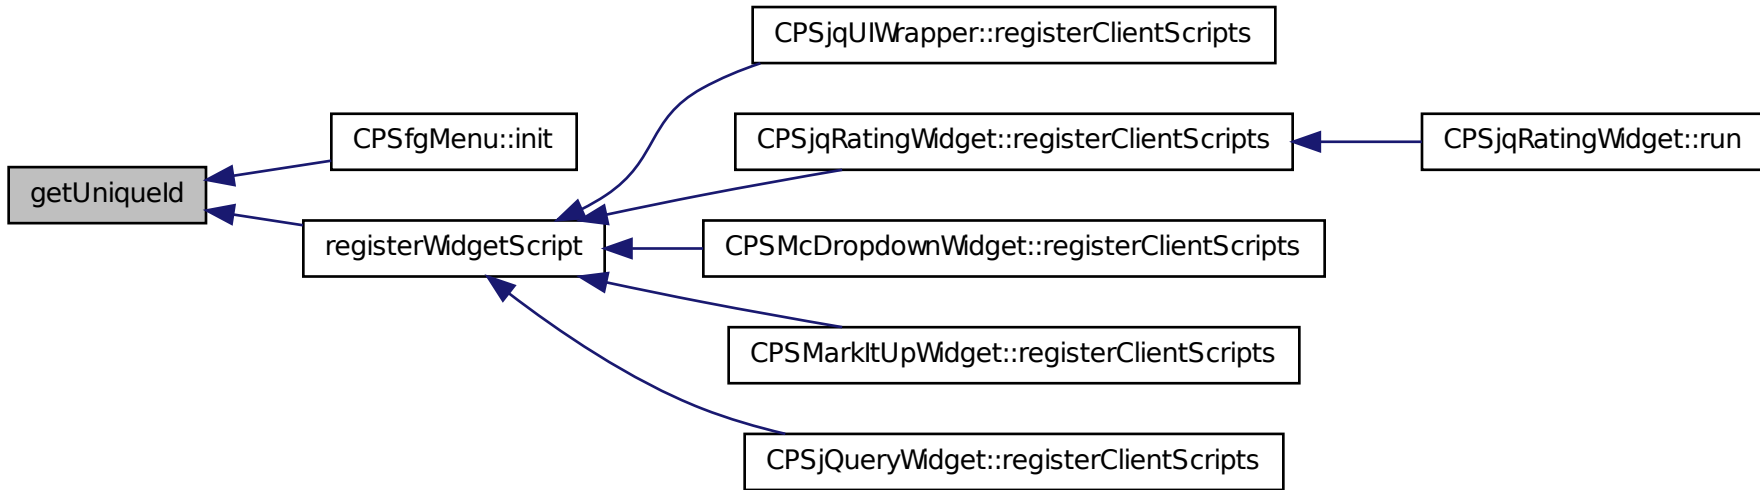 getUniqueId
CPSfgMenu::init
registerWidgetScript
CPSjqUIWrapper::registerClientScripts
CPSjqRatingWidget::registerClientScripts
CPSMcDropdownWidget::registerClientScripts
CPSMarkItUpWidget::registerClientScripts
CPSjQueryWidget::registerClientScripts
CPSjqRatingWidget::run